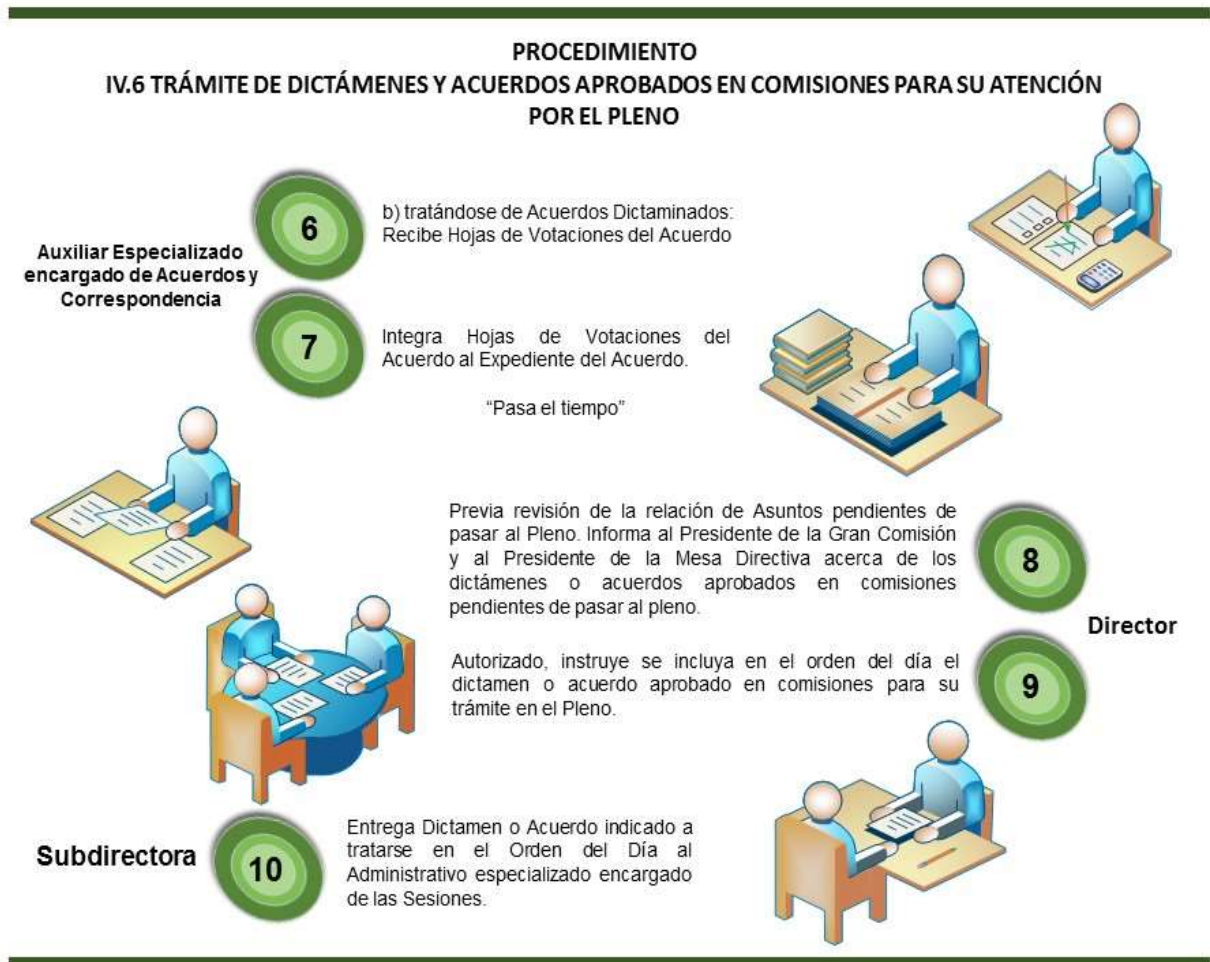 PROCEDIMIENTO
IV.6 TRÁMITE DE DICTÁMENES Y ACUERDOS APROBADOS EN COMISIONES PARA SU ATENCIÓN
POR EL PLENO
Auxiliar Especializado
encargado de Acuerdos y
Correspondencia
6
b) tratándose de Acuerdos Dictaminados:
Recibe Hojas de Votaciones del Acuerdo
7
Integra Hojas de Votaciones del
Acuerdo al Expediente del Acuerdo.
“Pasa el tiempo”
Previa revisión de la relación de Asuntos pendientes de
pasar al Pleno. Informa al Presidente de la Gran Comisión
y al Presidente de la Mesa Directiva acerca de los
dictámenes o acuerdos aprobados en comisiones
pendientes de pasar al pleno.
8
Director
Autorizado, instruye se incluya en el orden del día el
dictamen o acuerdo aprobado en comisiones para su
trámite en el Pleno.
9
Subdirectora
10
Entrega Dictamen o Acuerdo indicado a
tratarse en el Orden del Día al
Administrativo especializado encargado
de las Sesiones.